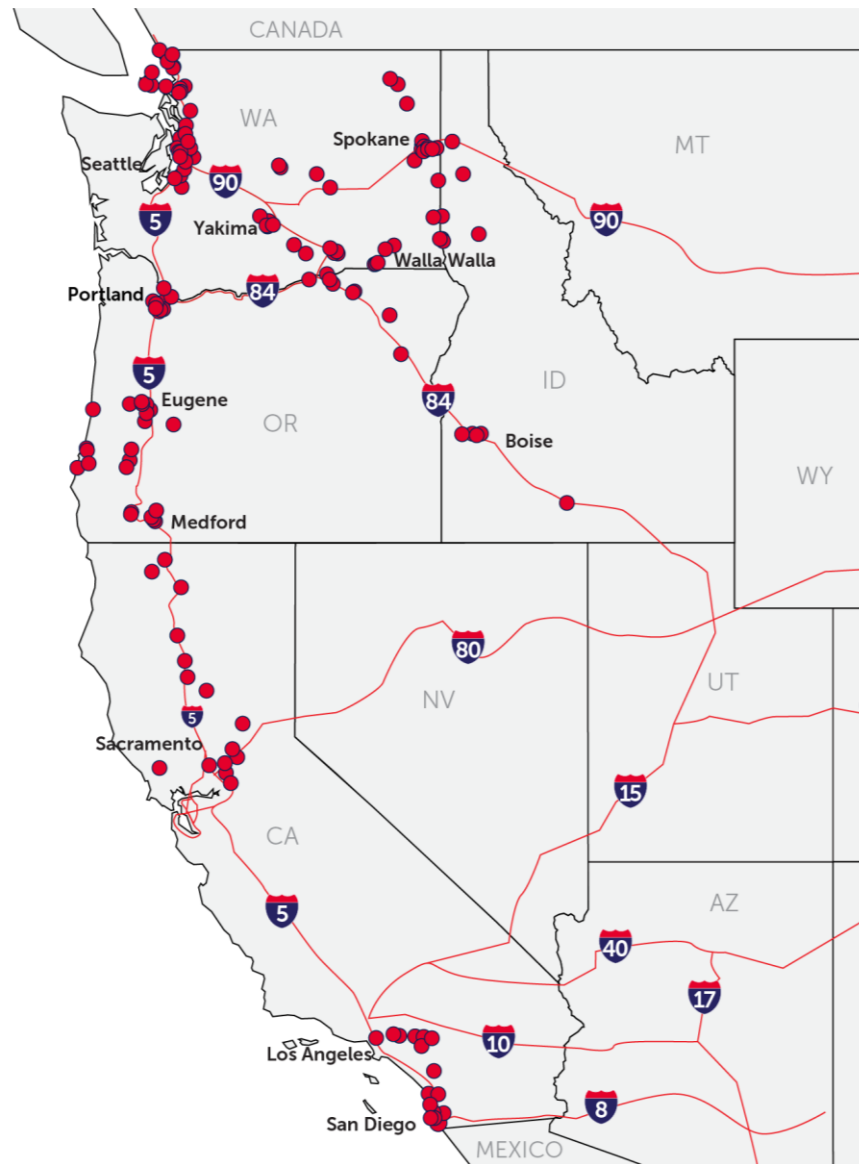 CANADA
WA
MT
Spokane
Seattle
90
5
90
Yakima
Walla Walla
Portland
84
5
84
ID
Eugene
OR
Boise
WY
Medford
80
UT
NV
5
Sacramento
15
CA
AZ
5
40
17
10
Los Angeles
8
San Diego
MEXICO